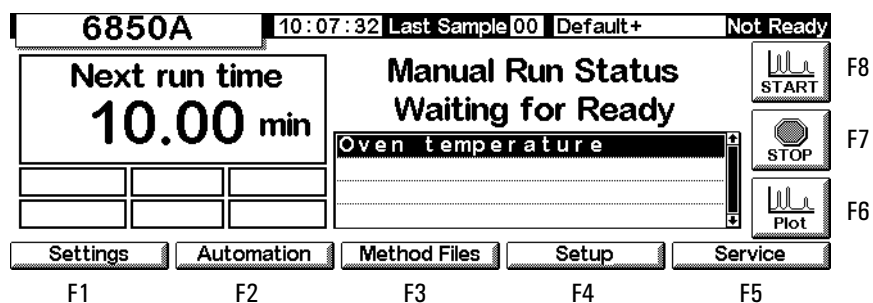 6850A 10:07:32 Last Sample 00 Default+ Not Ready
Next run time
10.00 min
Manual Run Status
Waiting for Ready
Oven temperature
START F8
STOP F7
Plot F6
Settings Automation Method Files Setup Service
F1 F2 F3 F4 F5